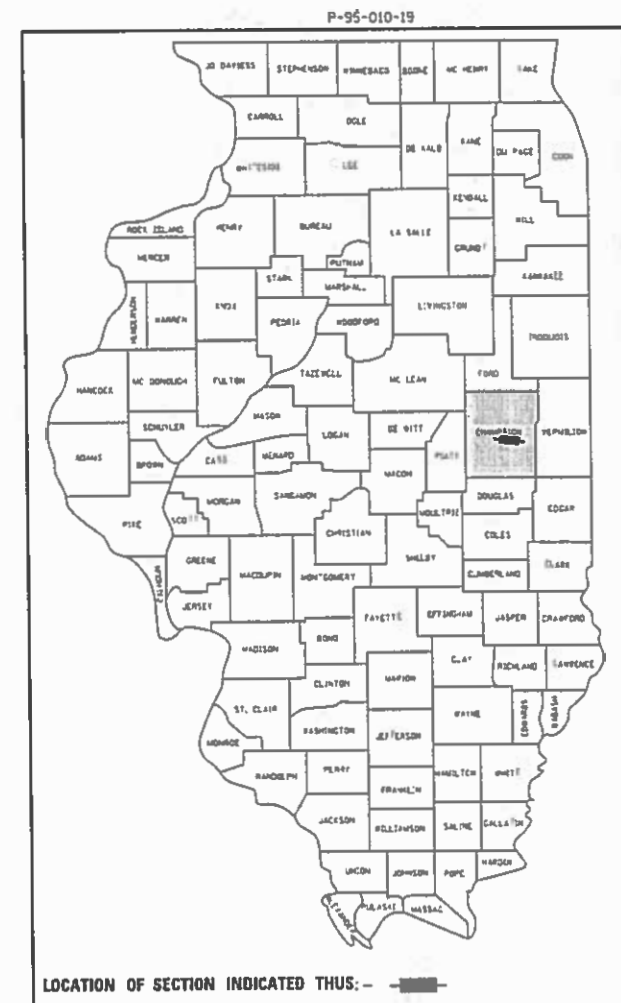 P-95-010-19
JO DAVIESS STEPHENSON WINNEBAGO BOONE MC HENRY LAKE
CARROLL OGLE DE KALB KANE DU PAGE COOK
WHITESIDE LEE
KENDALL WILL
ROCK ISLAND HENRY BUREAU LA SALLE GRUNDY
MERCER PUTNAM KANKAKEE
STARK MARSHALL
HENDERSON WARREN KNOX PEORIA WOODFORD LIVINGSTON IROQUOIS
FORD
HANCOCK MC DONOUGH FULTON TAZEWELL MC LEAN
MASON
SCHUYLER LOGAN DE WITT CHAMPAIGN VERMILION
ADAMS BROWN CASS MENARD MACON PIATT
PIKE SCOTT MORGAN SANGAMON MOULTRIE DOUGLAS EDGAR
CHRISTIAN COLES
CALHOUN GREENE MACOUPIN MONTGOMERY SHELBY CUMBERLAND CLARK
JERSEY
FAYETTE EFFINGHAM JASPER CRAWFORD
MADISON BOND
CLAY RICHLAND LAWRENCE
CLINTON MARION
ST. CLAIR WAYNE EDWARDS WABASH
WASHINGTON JEFFERSON
MONROE
RANDOLPH PERRY HAMILTON WHITE
FRANKLIN
JACKSON WILLIAMSON SALINE GALLATIN
UNION JOHNSON POPE HARDIN
ALEXANDER PULASKI MASSAC
LOCATION OF SECTION INDICATED THUS:-